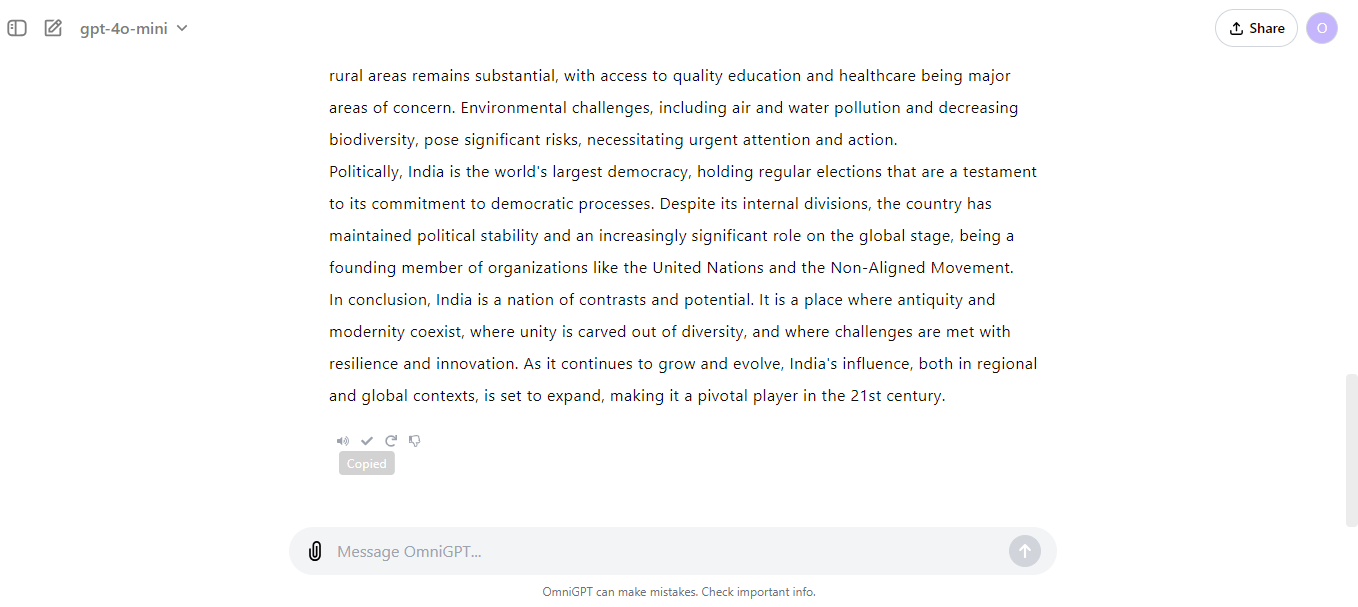 gpt-4o-mini
Share
O
rural areas remains substantial, with access to quality education and healthcare being major
areas of concern. Environmental challenges, including air and water pollution and decreasing
biodiversity, pose significant risks, necessitating urgent attention and action.
Politically, India is the world's largest democracy, holding regular elections that are a testament
to its commitment to democratic processes. Despite its internal divisions, the country has
maintained political stability and an increasingly significant role on the global stage, being a
founding member of organizations like the United Nations and the Non-Aligned Movement.
In conclusion, India is a nation of contrasts and potential. It is a place where antiquity and
modernity coexist, where unity is carved out of diversity, and where challenges are met with
resilience and innovation. As it continues to grow and evolve, India's influence, both in regional
and global contexts, is set to expand, making it a pivotal player in the 21st century.
Copied
Message OmniGPT...
OmniGPT can make mistakes. Check important info.